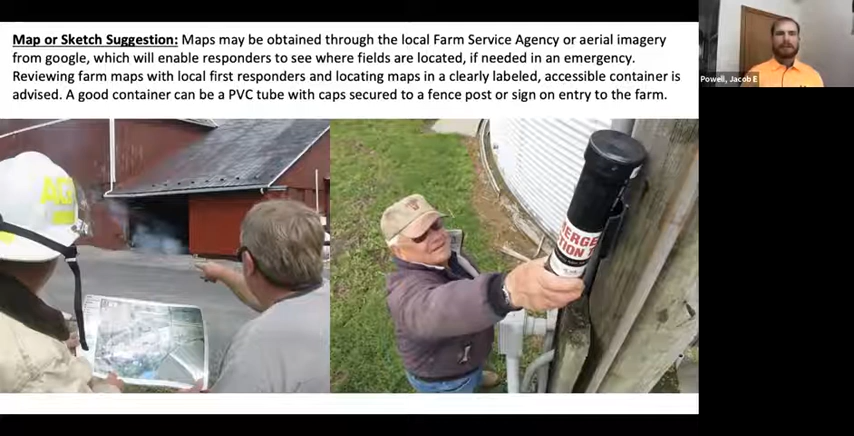 Map or Sketch Suggestion: Maps may be obtained through the local Farm Service Agency or aerial imagery
from google, which will enable responders to see where fields are located, if needed in an emergency.
Reviewing farm maps with local first responders and locating maps in a clearly labeled, accessible container is
advised. A good container can be a PVC tube with caps secured to a fence post or sign on entry to the farm.
Powell, Jacob E